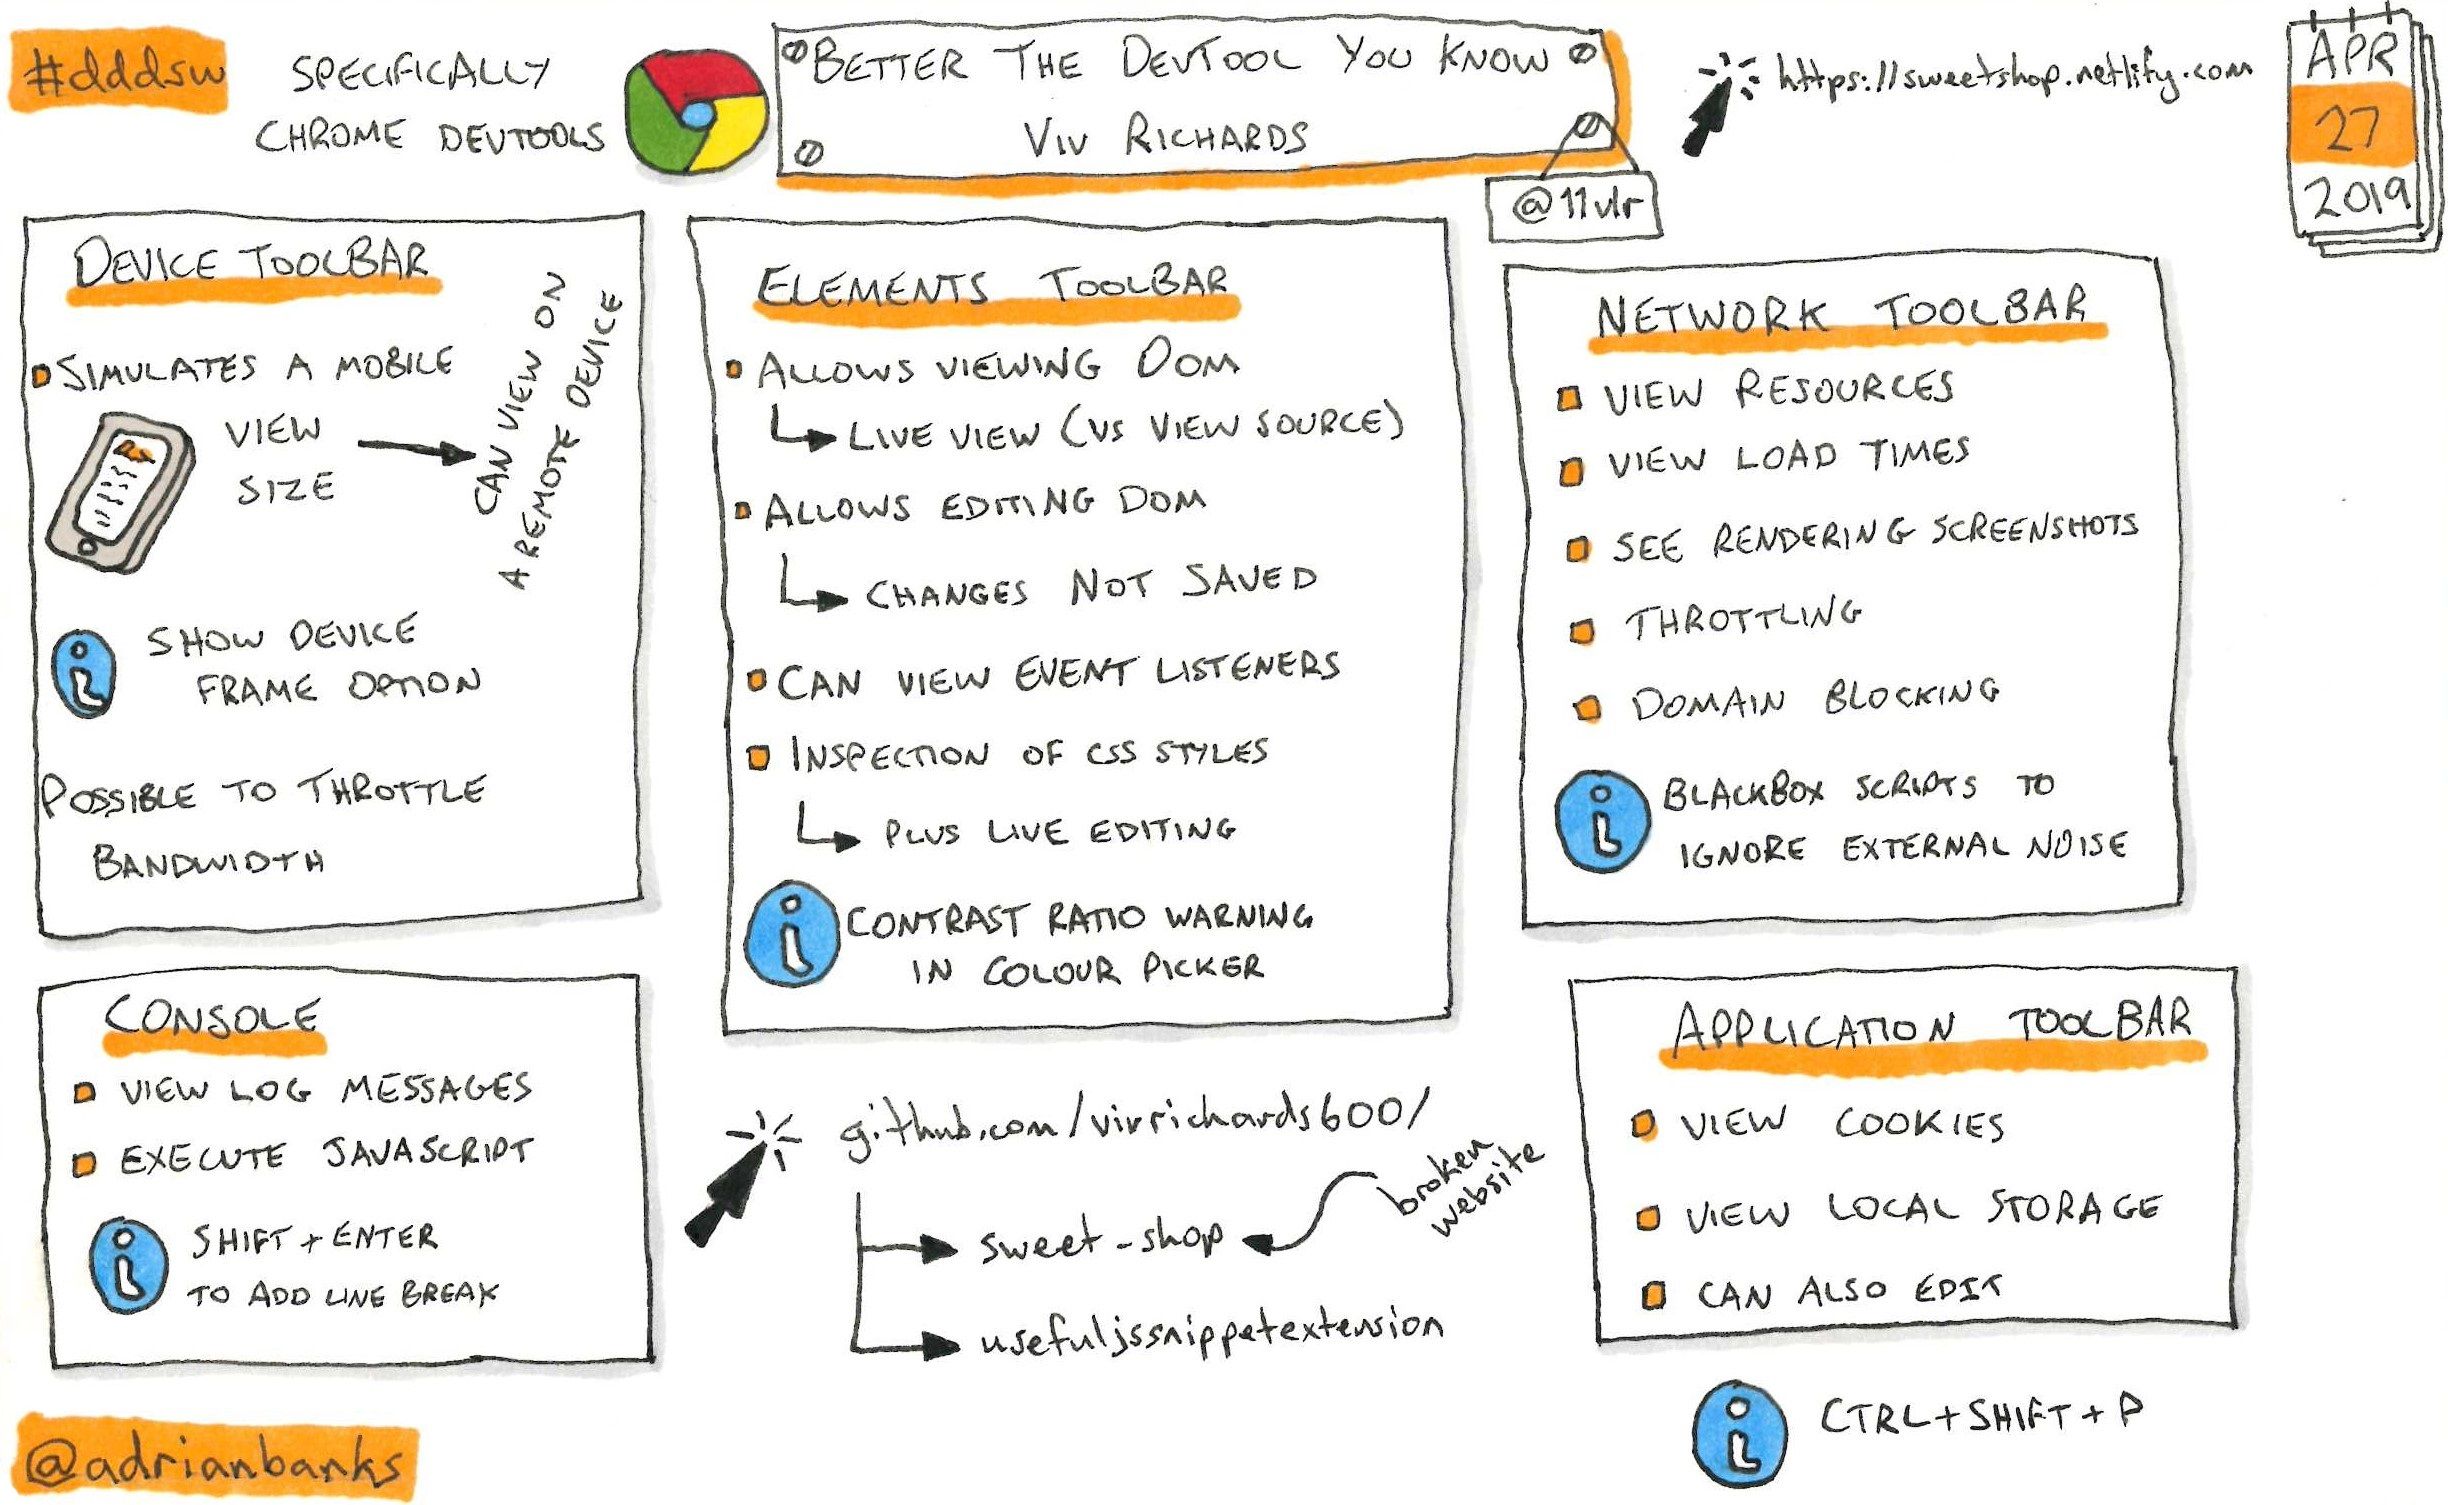 #dddsw
SPECIFICALLY
CHROME DEVTOOLS
BETTER THE DEVTOOL YOU KNOW
VIV RICHARDS
@11vlr
https://sweetshop.netlify.com
APR
27
2019
DEVICE TOOLBAR
SIMULATES A MOBILE
VIEW
SIZE
CAN VIEW ON
A REMOTE DEVICE
SHOW DEVICE
FRAME OPTION
POSSIBLE TO THROTTLE
BANDWIDTH
CONSOLE
VIEW LOG MESSAGES
EXECUTE JAVASCRIPT
SHIFT + ENTER
TO ADD LINE BREAK
ELEMENTS TOOLBAR
ALLOWS VIEWING DOM
LIVE VIEW (VS VIEW SOURCE)
ALLOWS EDITING DOM
CHANGES NOT SAVED
CAN VIEW EVENT LISTENERS
INSPECTION OF CSS STYLES
PLUS LIVE EDITING
CONTRAST RATIO WARNING
IN COLOUR PICKER
github.com/vivrichards600/
broken
website
sweet-shop
usefuljssnippetextension
NETWORK TOOLBAR
VIEW RESOURCES
VIEW LOAD TIMES
SEE RENDERING SCREENSHOTS
THROTTLING
DOMAIN BLOCKING
BLACKBOX SCRIPTS TO
IGNORE EXTERNAL NOISE
APPLICATION TOOLBAR
VIEW COOKIES
VIEW LOCAL STORAGE
CAN ALSO EDIT
CTRL+SHIFT+P
@adrianbanks